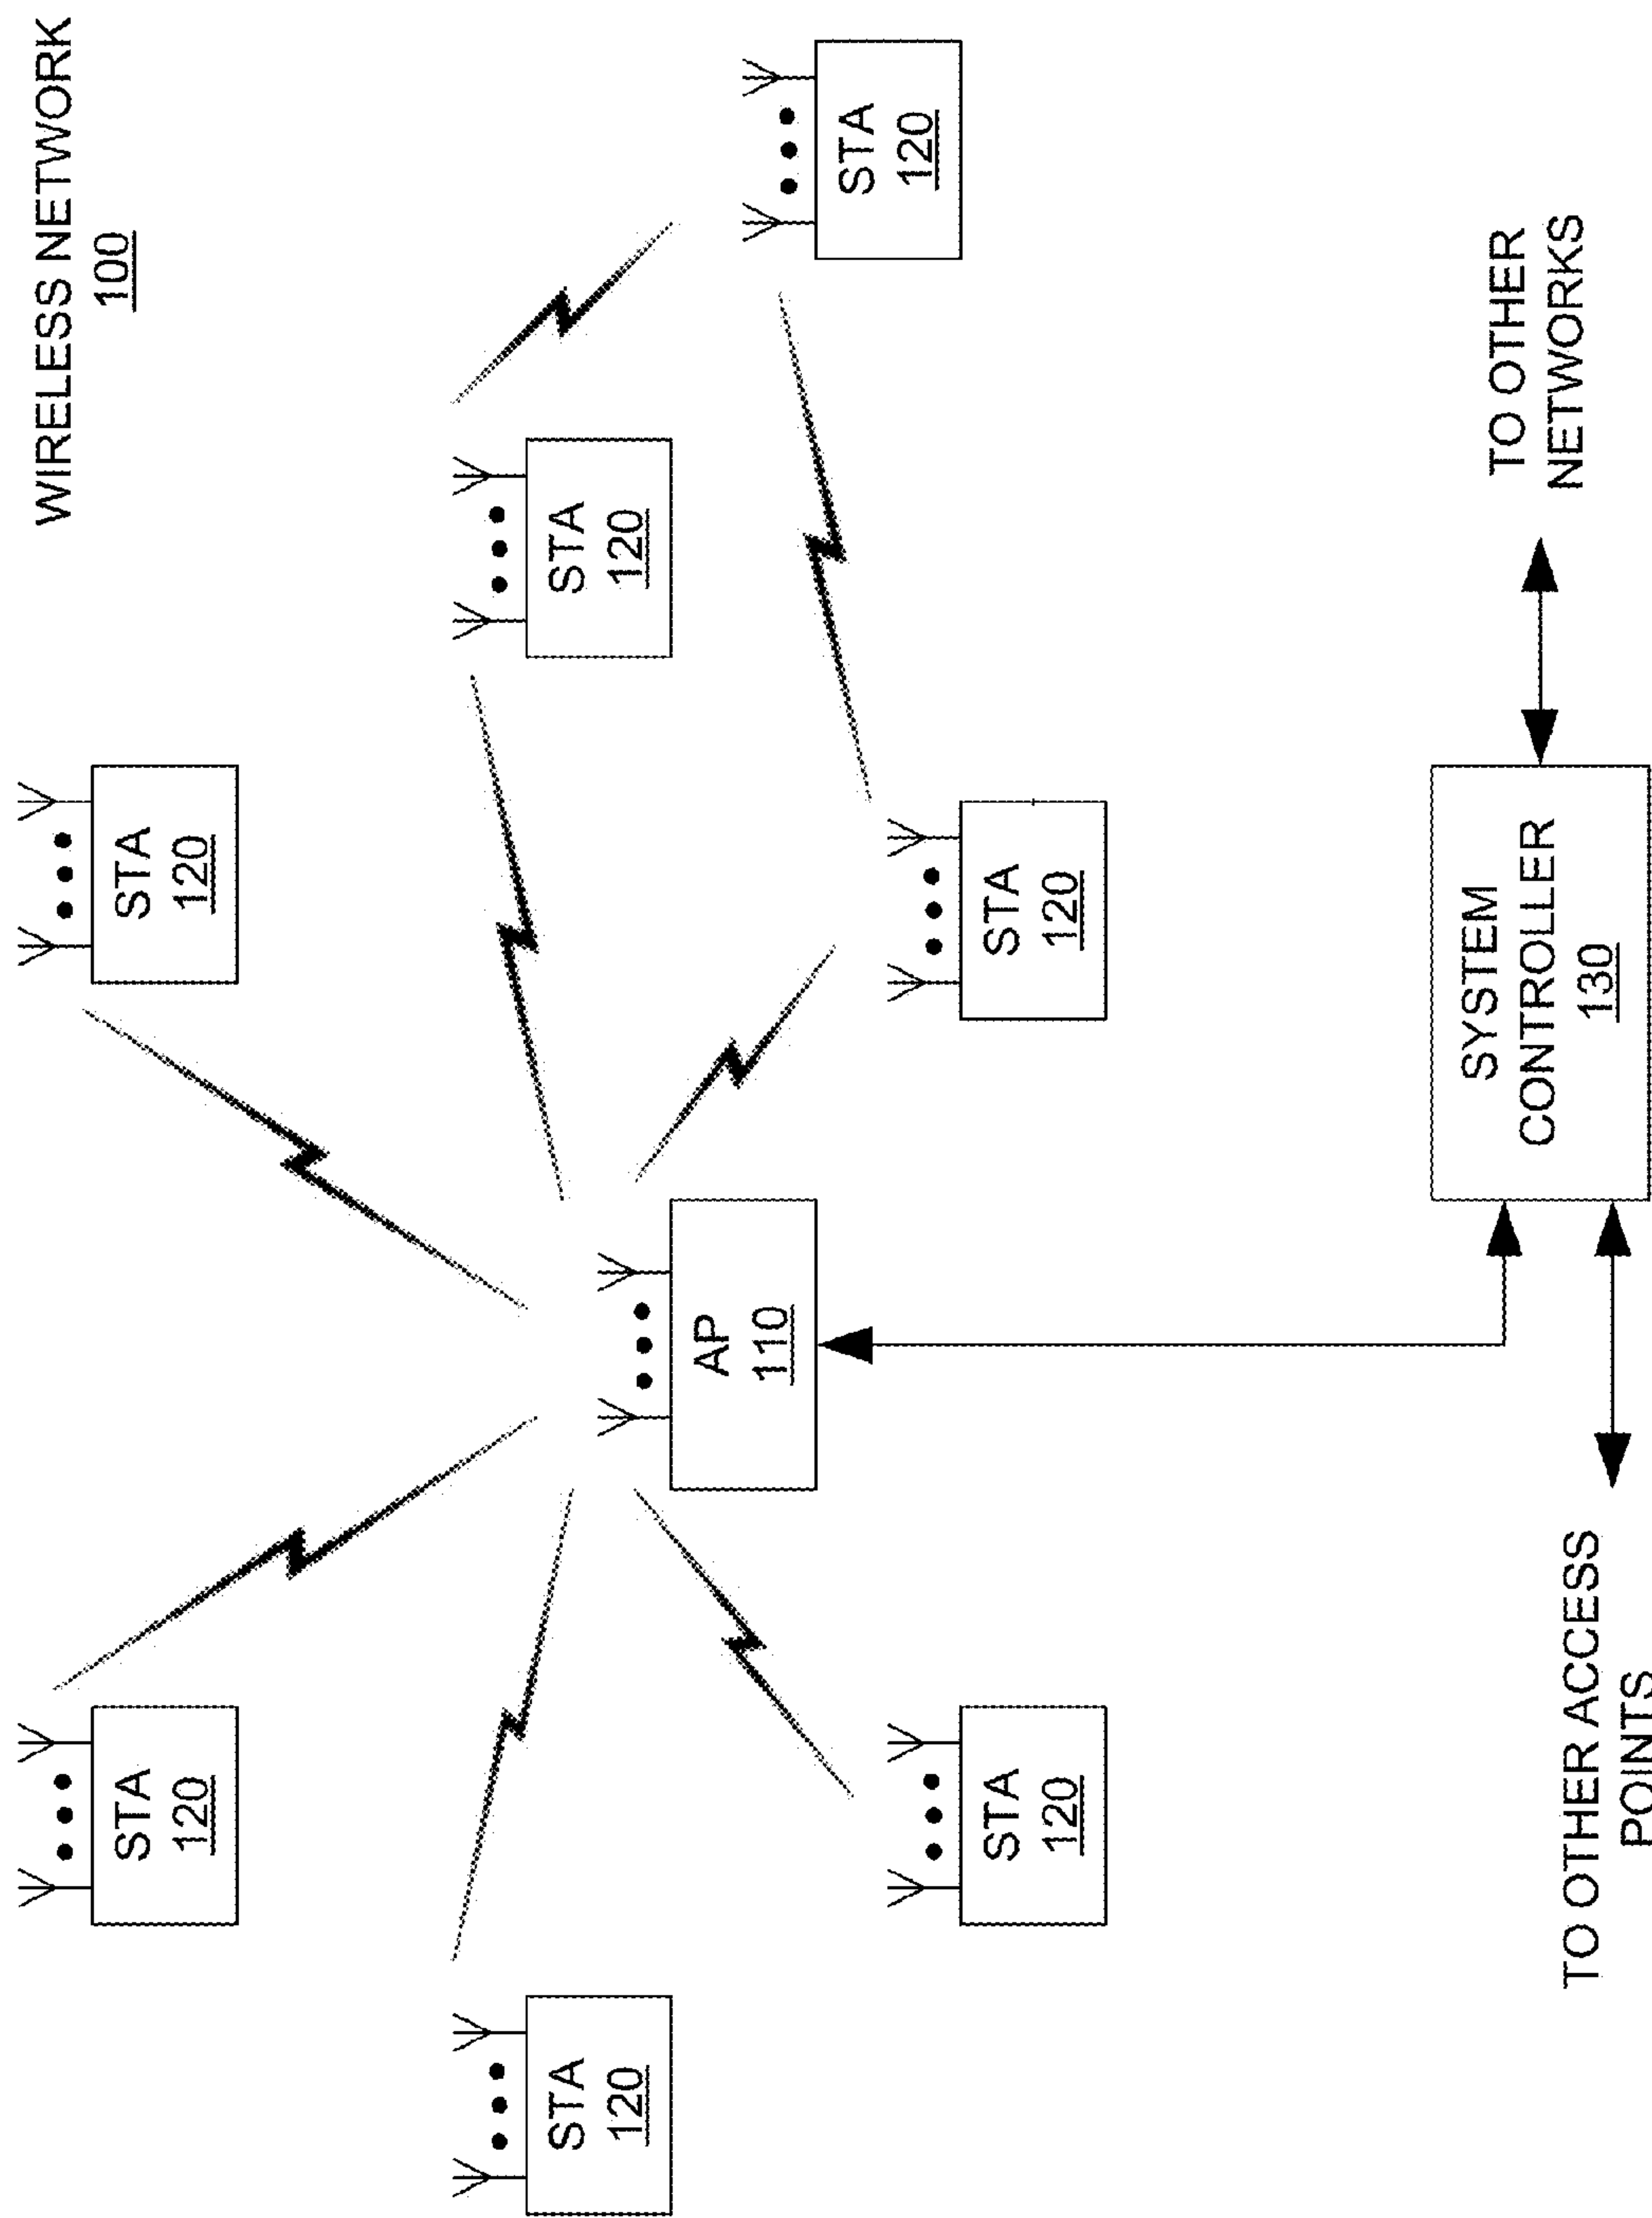 WIRELESS NETWORK
100
STA
120
STA
120
STA
120
STA
120
STA
120
AP
110
STA
120
STA
120
SYSTEM
CONTROLLER
130
TO OTHER
NETWORKS
TO OTHER ACCESS
POINTS